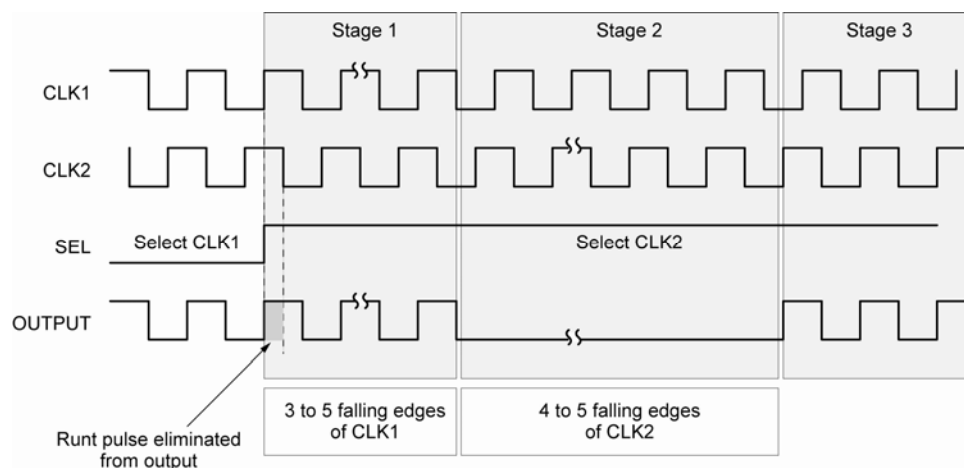 Stage 1
Stage 2
Stage 3
CLK1
CLK2
SEL
Select CLK1
Select CLK2
OUTPUT
3 to 5 falling edges
of CLK1
4 to 5 falling edges
of CLK2
Runt pulse eliminated
from output